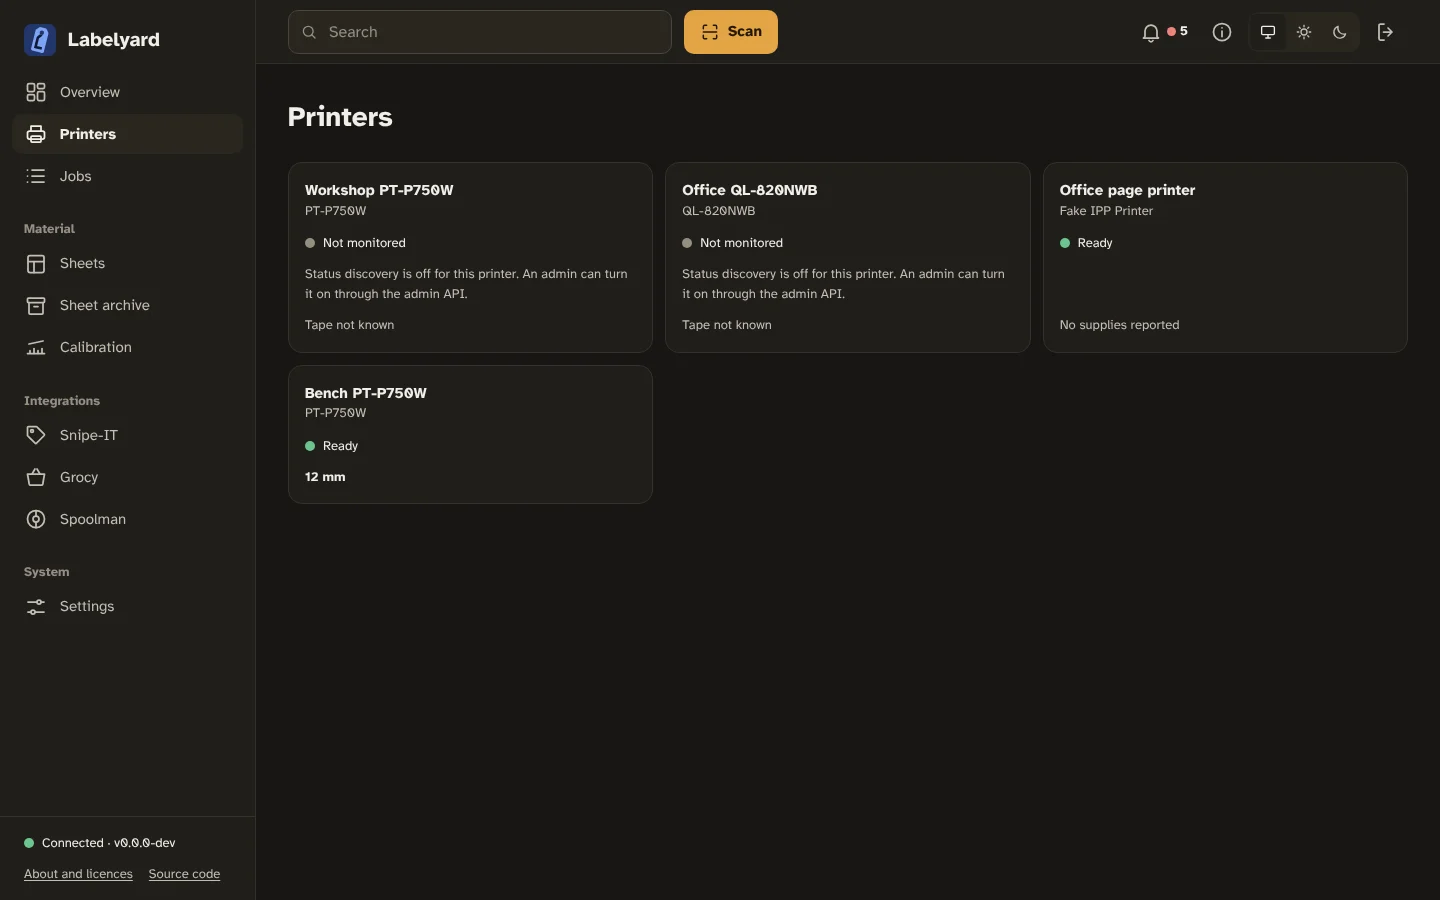 Labelyard
Search
Scan
5
Overview
Printers
Jobs
Material
Sheets
Sheet archive
Calibration
Integrations
Snipe-IT
Grocy
Spoolman
System
Settings
Connected · v0.0.0-dev
About and licences
Source code
Printers
Workshop PT-P750W
PT-P750W
Not monitored
Status discovery is off for this printer. An admin can turn
it on through the admin API.
Tape not known
Office QL-820NWB
QL-820NWB
Not monitored
Status discovery is off for this printer. An admin can turn
it on through the admin API.
Tape not known
Office page printer
Fake IPP Printer
Ready
No supplies reported
Bench PT-P750W
PT-P750W
Ready
12 mm